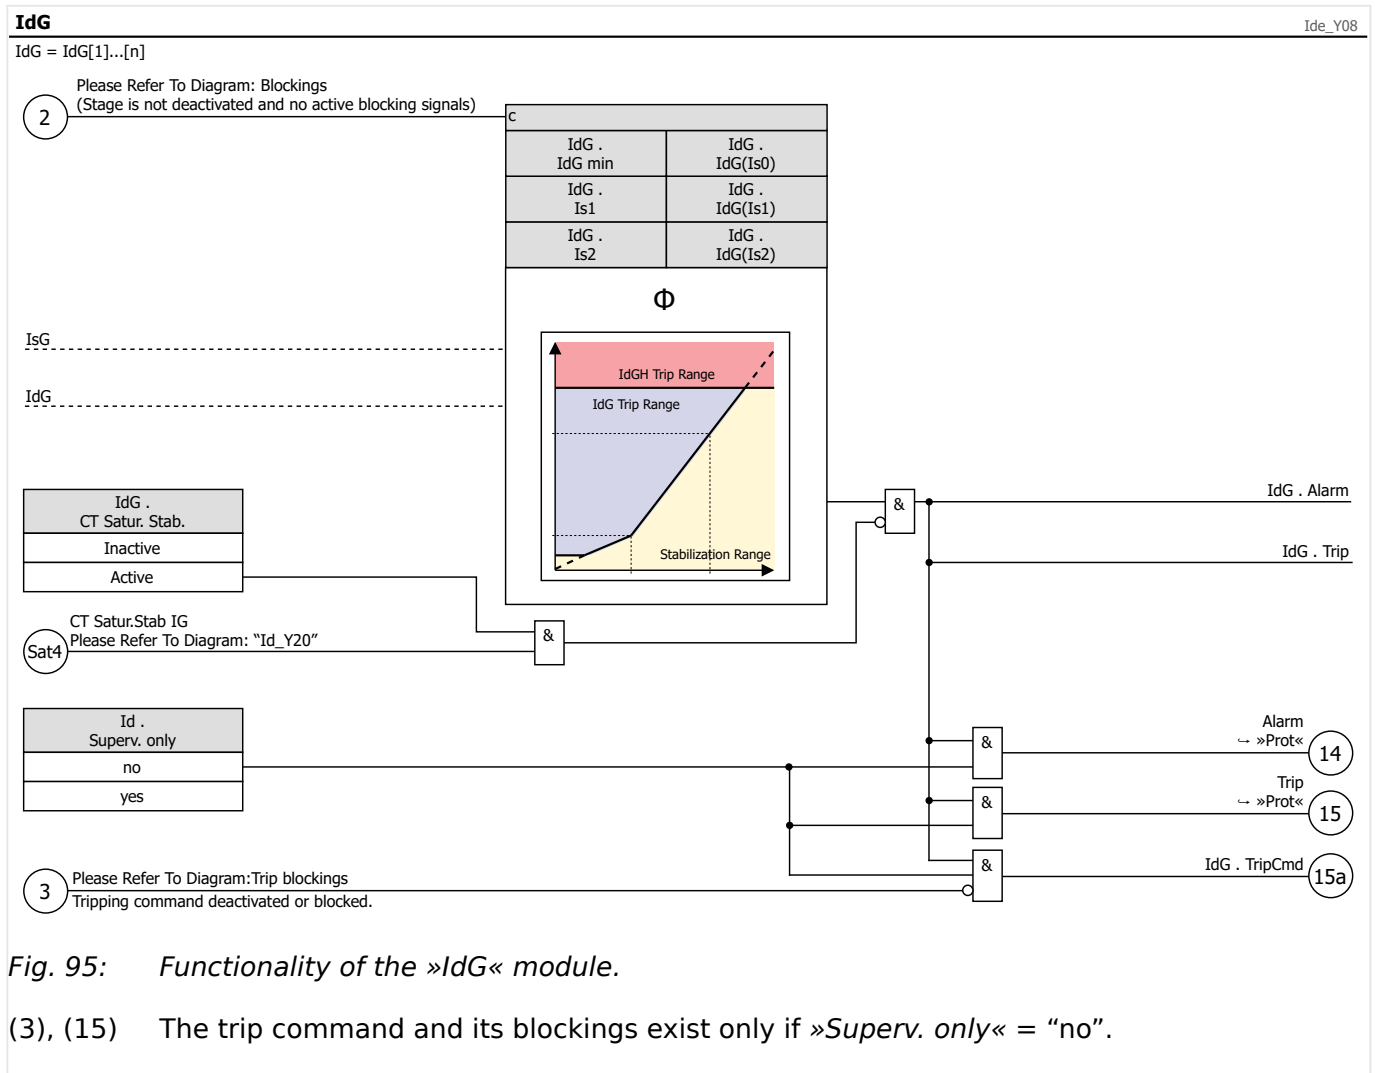 IdG
Ide_Y08
IdG = IdG[1]...[n]
Please Refer To Diagram: Blockings
(Stage is not deactivated and no active blocking signals)
2
c
IdG .
IdG min
IdG .
IdG(Is0)
IdG .
Is1
IdG .
IdG(Is1)
IdG .
Is2
IdG .
IdG(Is2)
Φ
IsG
IdG
IdGH Trip Range
IdG Trip Range
Stabilization Range
IdG .
CT Satur. Stab.
Inactive
Active
&
IdG . Alarm
IdG . Trip
CT Satur.Stab IG
Please Refer To Diagram: “Id_Y20”
Sat4
&
Id .
Superv. only
no
yes
&
Alarm
↪ »Prot«
14
&
Trip
↪ »Prot«
15
&
IdG . TripCmd
15a
3
Please Refer To Diagram:Trip blockings
Tripping command deactivated or blocked.
Fig. 95: Functionality of the »IdG« module.
(3), (15) The trip command and its blockings exist only if »Superv. only« = “no”.